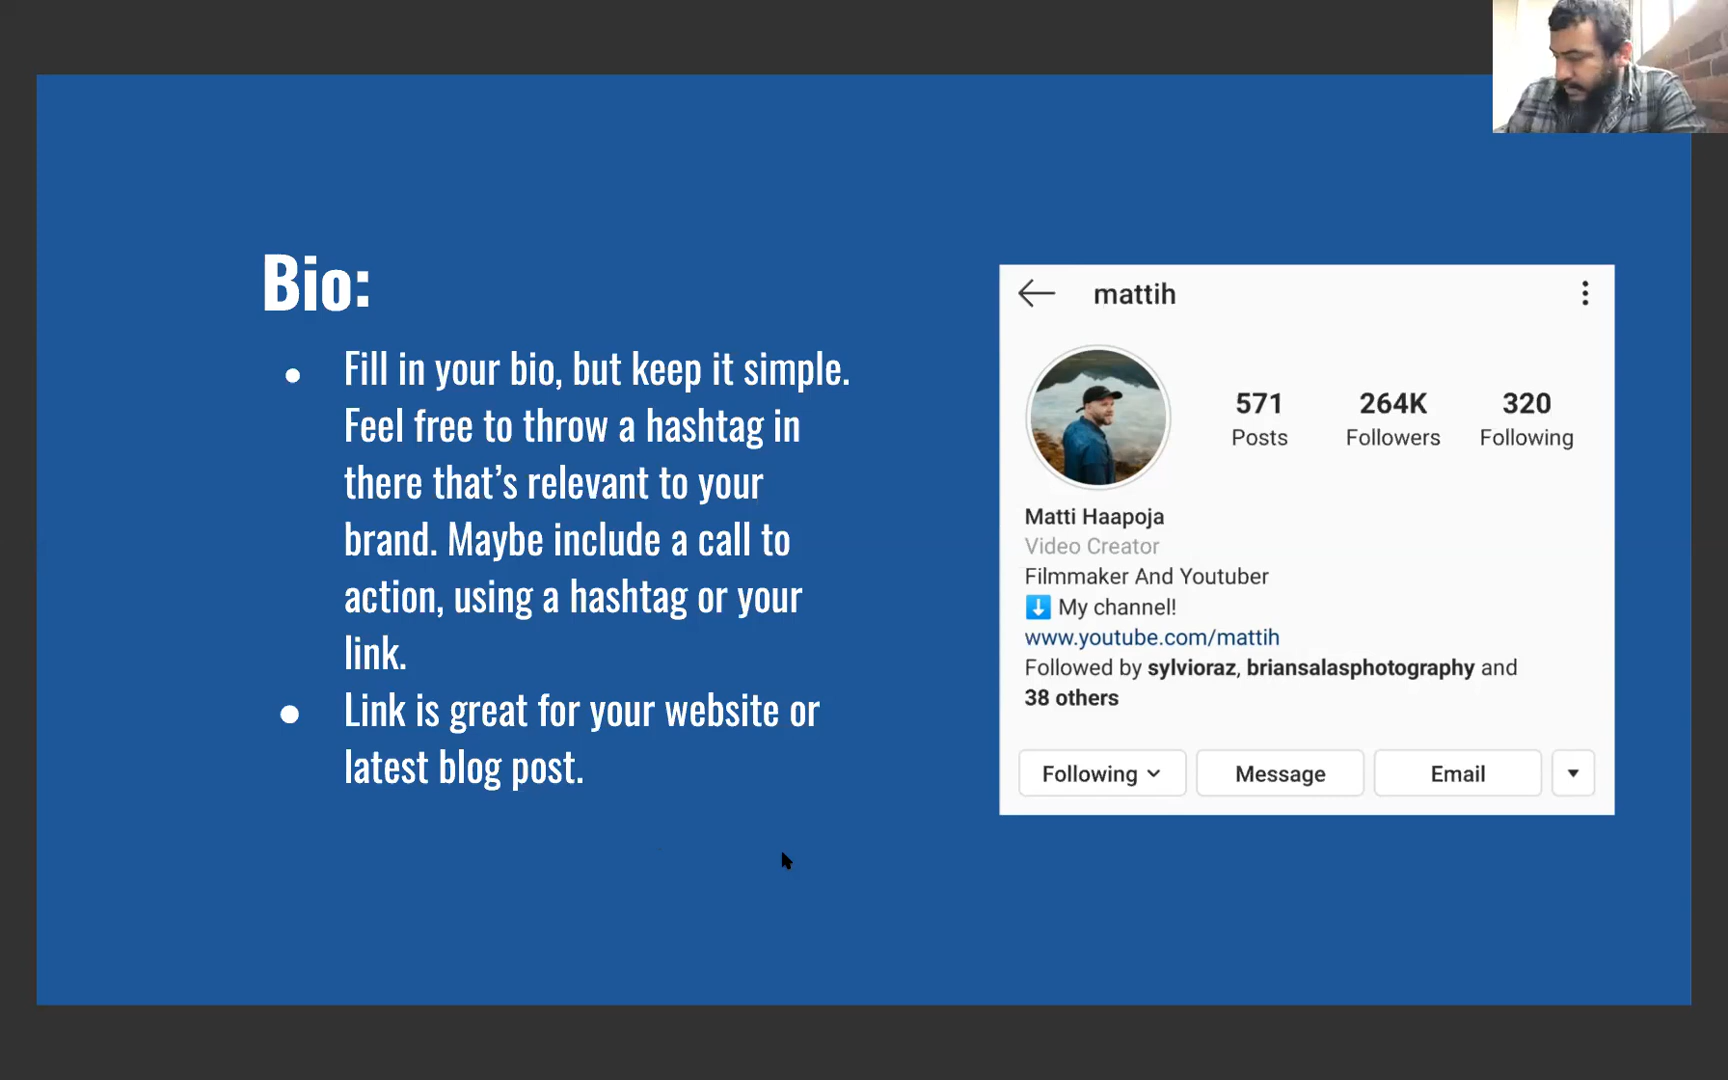 Bio:
● Fill in your bio, but keep it simple.
Feel free to throw a hashtag in
there that’s relevant to your
brand. Maybe include a call to
action, using a hashtag or your
link.
● Link is great for your website or
latest blog post.
mattih
571
Posts
264K
Followers
320
Following
Matti Haapoja
Video Creator
Filmmaker And Youtuber
⬇️ My channel!
www.youtube.com/mattih
Followed by sylvioraz, briansalasphotography and
38 others
Following
Message
Email